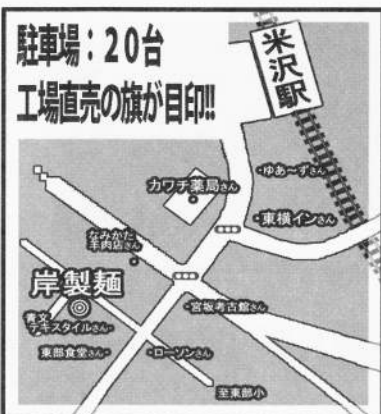 駐車場：20台
工場直売の旗が目印!!
米沢駅
・ゆあ〜ずさん
カワチ薬局さん
・東横インさん
なみかた
羊肉店さん
岸製麺
・宮坂考古館さん
青文
テキスタイルさん・
東部食堂さん・
・ローソンさん
至東部小